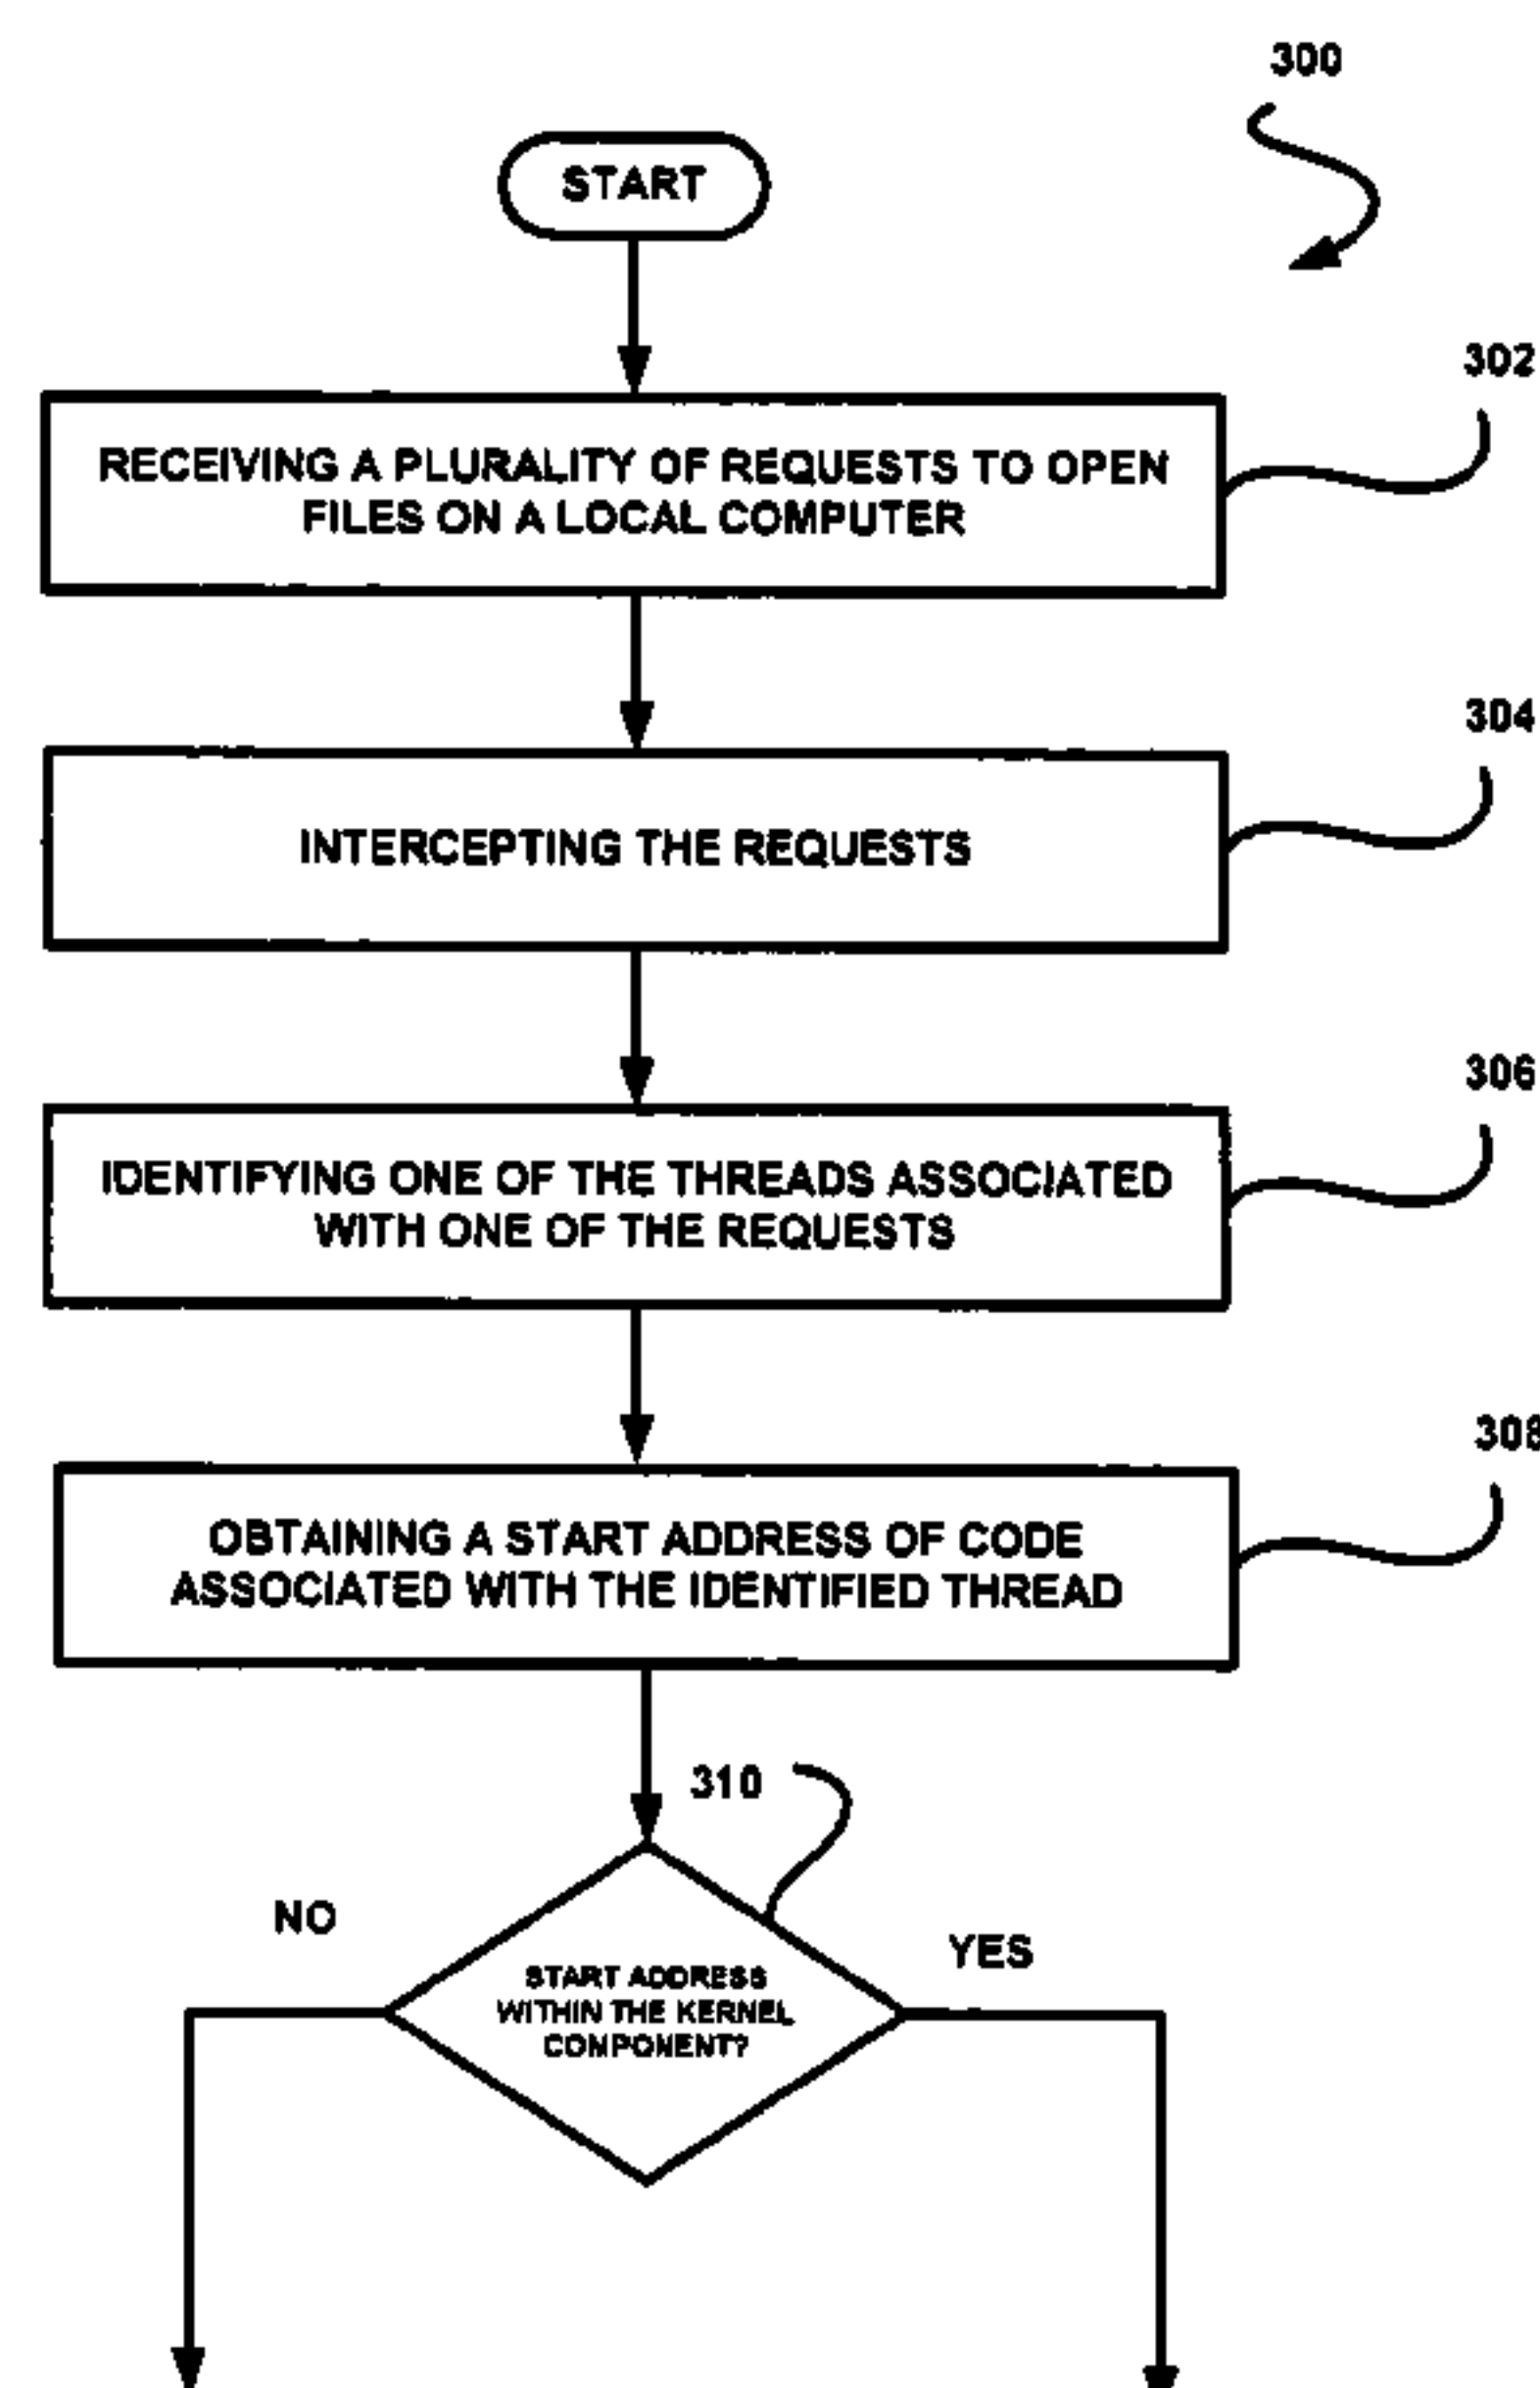 300
START
302
RECEIVING A PLURALITY OF REQUESTS TO OPEN
FILES ON A LOCAL COMPUTER
304
INTERCEPTING THE REQUESTS
306
IDENTIFYING ONE OF THE THREADS ASSOCIATED
WITH ONE OF THE REQUESTS
308
OBTAINING A START ADDRESS OF CODE
ASSOCIATED WITH THE IDENTIFIED THREAD
310
NO
YES
START ADDRESS
WITHIN THE KERNEL
COMPONENT?